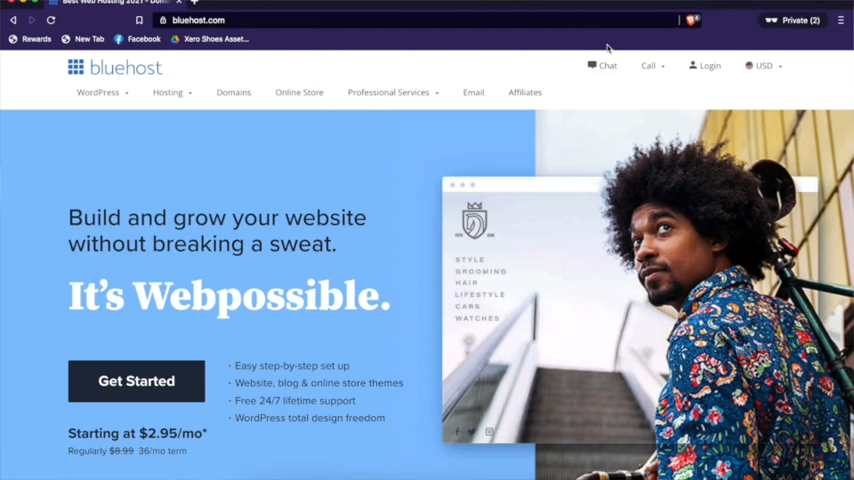 Best Web Hosting 2021 - Dom
bluehost.com
Private (2)
Rewards
New Tab
Facebook
Xero Shoes Asset...
bluehost
Chat
Call
Login
USD
WordPress
Hosting
Domains
Online Store
Professional Services
Email
Affiliates
Build and grow your website
without breaking a sweat.
It's Webpossible.
Get Started
· Easy step-by-step set up
· Website, blog & online store themes
· Free 24/7 lifetime support
· WordPress total design freedom
Starting at $2.95/mo*
Regularly $8.99 36/mo term
STYLE
GROOMING
HAIR
LIFESTYLE
CARS
WATCHES